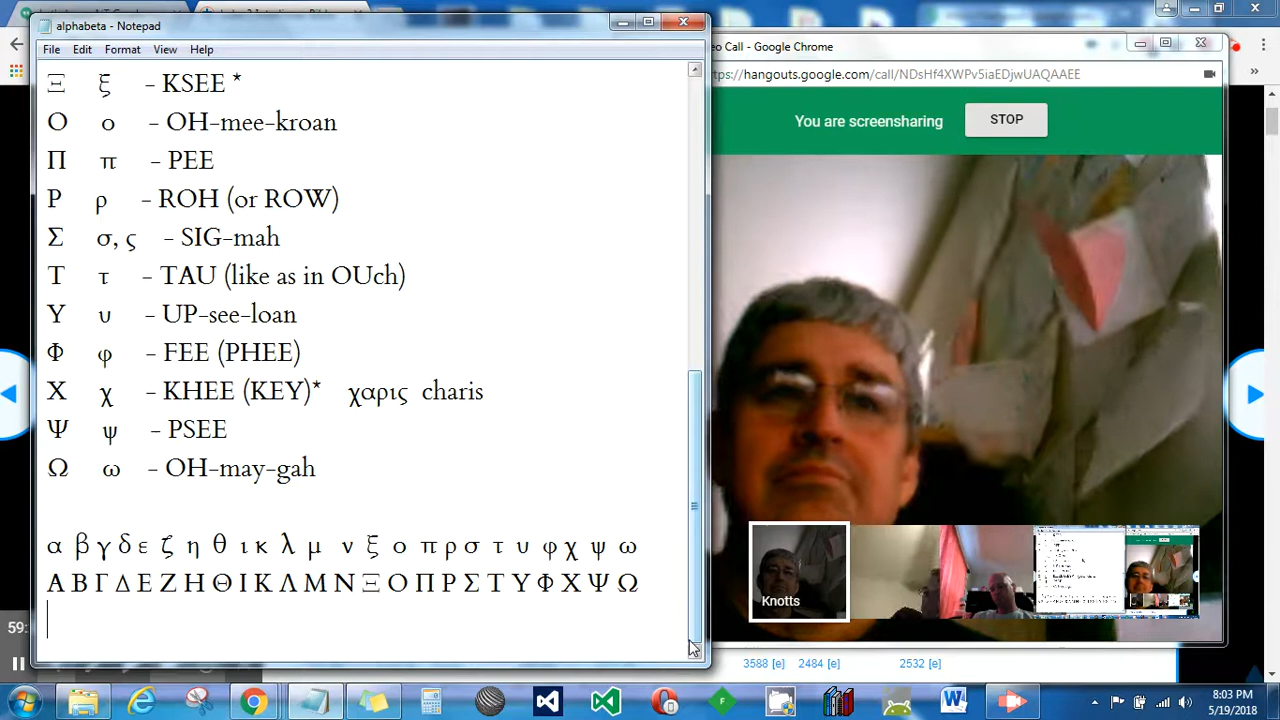 alphabeta - Notepad
File Edit Format View Help
Ξ ξ - KSEE *
Ο ο - OH-mee-kroan
Π π - PEE
Ρ ρ - ROH (or ROW)
Σ σ, ς - SIG-mah
Τ τ - TAU (like as in OUch)
Υ υ - UP-see-loan
Φ φ - FEE (PHEE)
Χ χ - KHEE (KEY)* χαρις charis
Ψ ψ - PSEE
Ω ω - OH-may-gah
α β γ δ ε ζ η θ ι κ λ μ ν ξ ο π ρ σ τ υ φ χ ψ ω
Α Β Γ Δ Ε Ζ Η Θ Ι Κ Λ Μ Ν Ξ Ο Π Ρ Σ Τ Υ Φ Χ Ψ Ω
eo Call - Google Chrome
ttps://hangouts.google.com/call/NDsHf4XWPv5iaEDjwUAQAAEE
You are screensharing STOP
Knotts
59:
3588 [e] 2484 [e] 2532 [e]
8:03 PM
5/19/2018